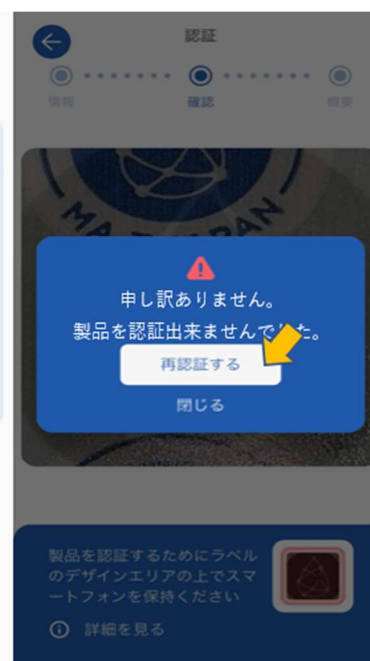 認証
情報
確認
概要
申し訳ありません。
製品を認証出来ませんでした。
再認証する
閉じる
製品を認証するためにラベル
のデザインエリアの上でスマ
ートフォンを保持ください
詳細を見る